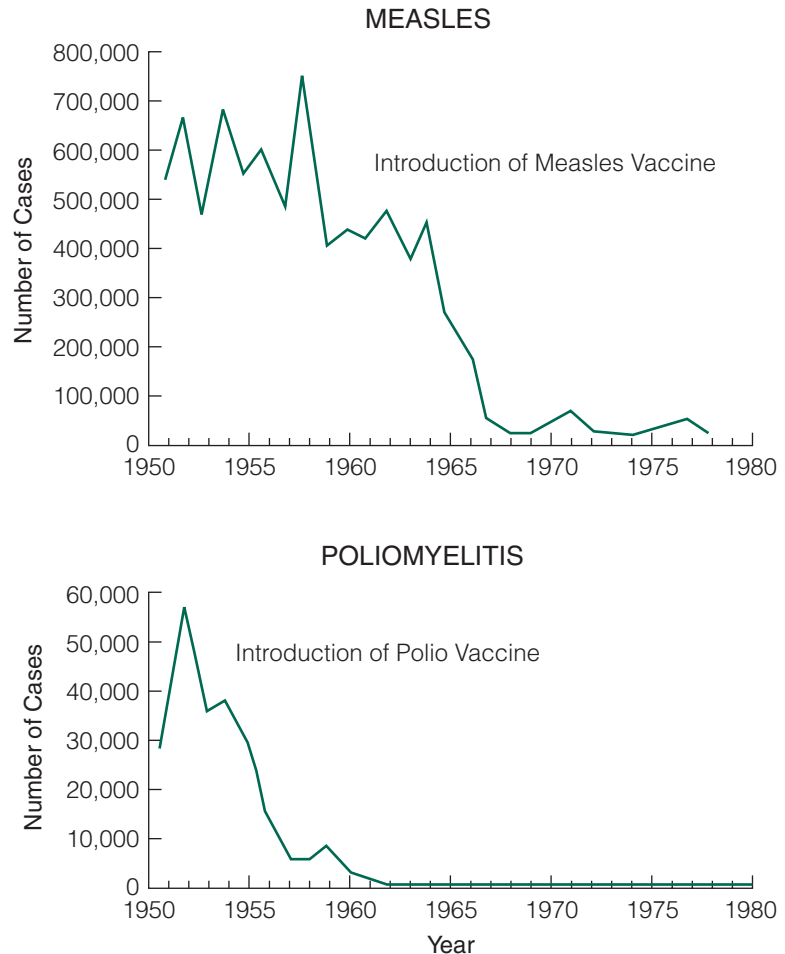 MEASLES
800,000
700,000
600,000
500,000
400,000
300,000
200,000
100,000
0
Number of Cases
Introduction of Measles Vaccine
1950 1955 1960 1965 1970 1975 1980
POLIOMYELITIS
60,000
50,000
40,000
30,000
20,000
10,000
0
Number of Cases
Introduction of Polio Vaccine
1950 1955 1960 1965 1970 1975 1980
Year